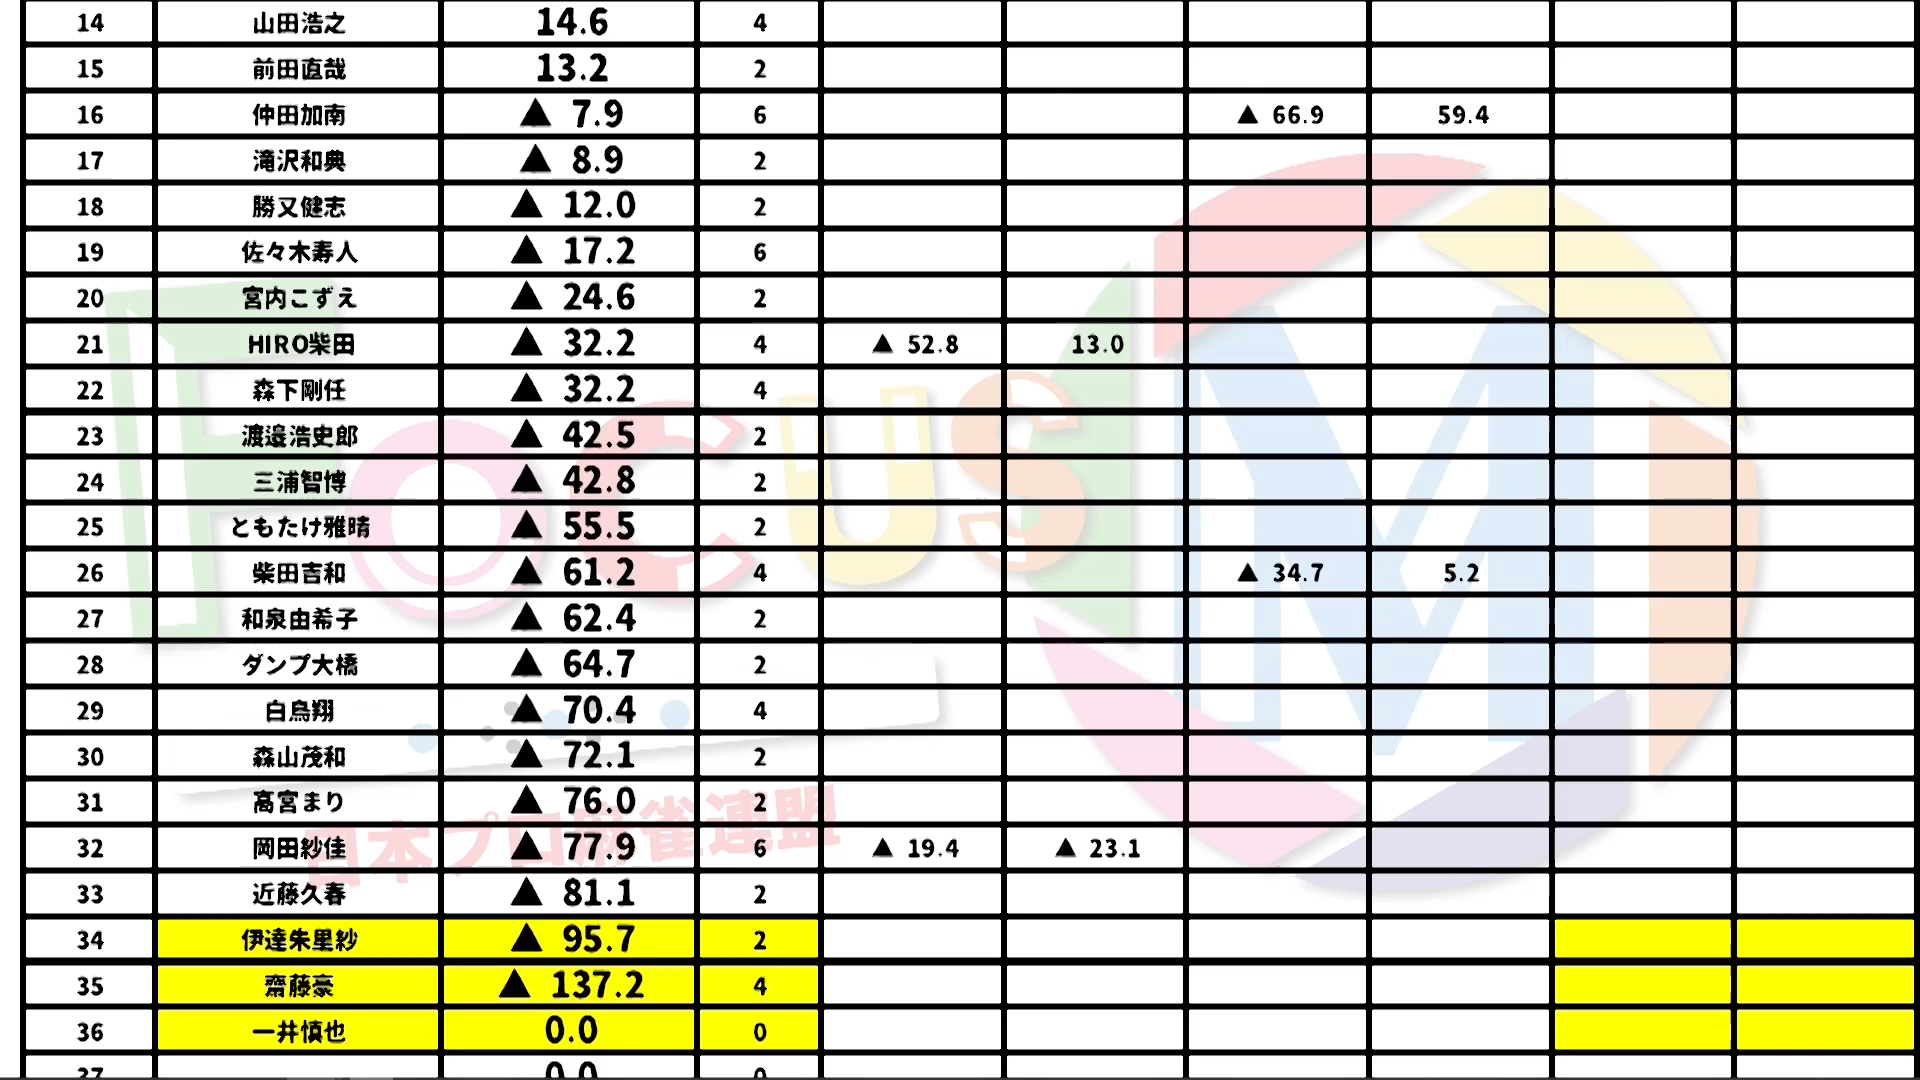 14 山田浩之 14.6 4
15 前田直哉 13.2 2
16 仲田加南 ▲ 7.9 6 ▲ 66.9 59.4
17 滝沢和典 ▲ 8.9 2
18 勝又健志 ▲ 12.0 2
19 佐々木寿人 ▲ 17.2 6
20 宮内こずえ ▲ 24.6 2
21 HIRO柴田 ▲ 32.2 4 ▲ 52.8 13.0
22 森下剛任 ▲ 32.2 4
23 渡邉浩史郎 ▲ 42.5 2
24 三浦智博 ▲ 42.8 2
25 ともたけ雅晴 ▲ 55.5 2
26 柴田吉和 ▲ 61.2 4 ▲ 34.7 5.2
27 和泉由希子 ▲ 62.4 2
28 ダンプ大橋 ▲ 64.7 2
29 白鳥翔 ▲ 70.4 4
30 森山茂和 ▲ 72.1 2
31 高宮まり ▲ 76.0 2
32 岡田紗佳 ▲ 77.9 6 ▲ 19.4 ▲ 23.1
33 近藤久春 ▲ 81.1 2
34 伊達朱里紗 ▲ 95.7 2
35 齋藤豪 ▲ 137.2 4
36 一井慎也 0.0 0
37 0.0 0
FocuS M
日本プロ麻雀連盟